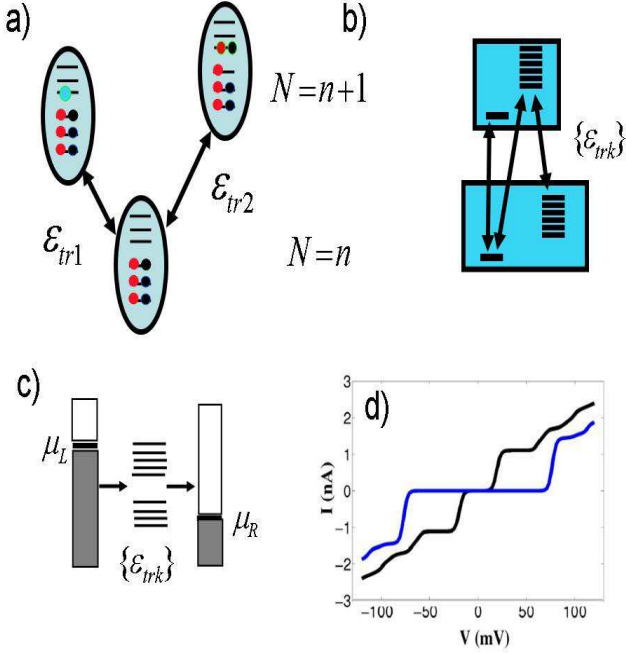 a)
N=n+1
ε_tr1
ε_tr2
N=n
b)
{ε_trk}
c)
μ_L
μ_R
{ε_trk}
d)
3
2
1
0
-1
-2
-3
I (nA)
-100 -50 0 50 100
V (mV)